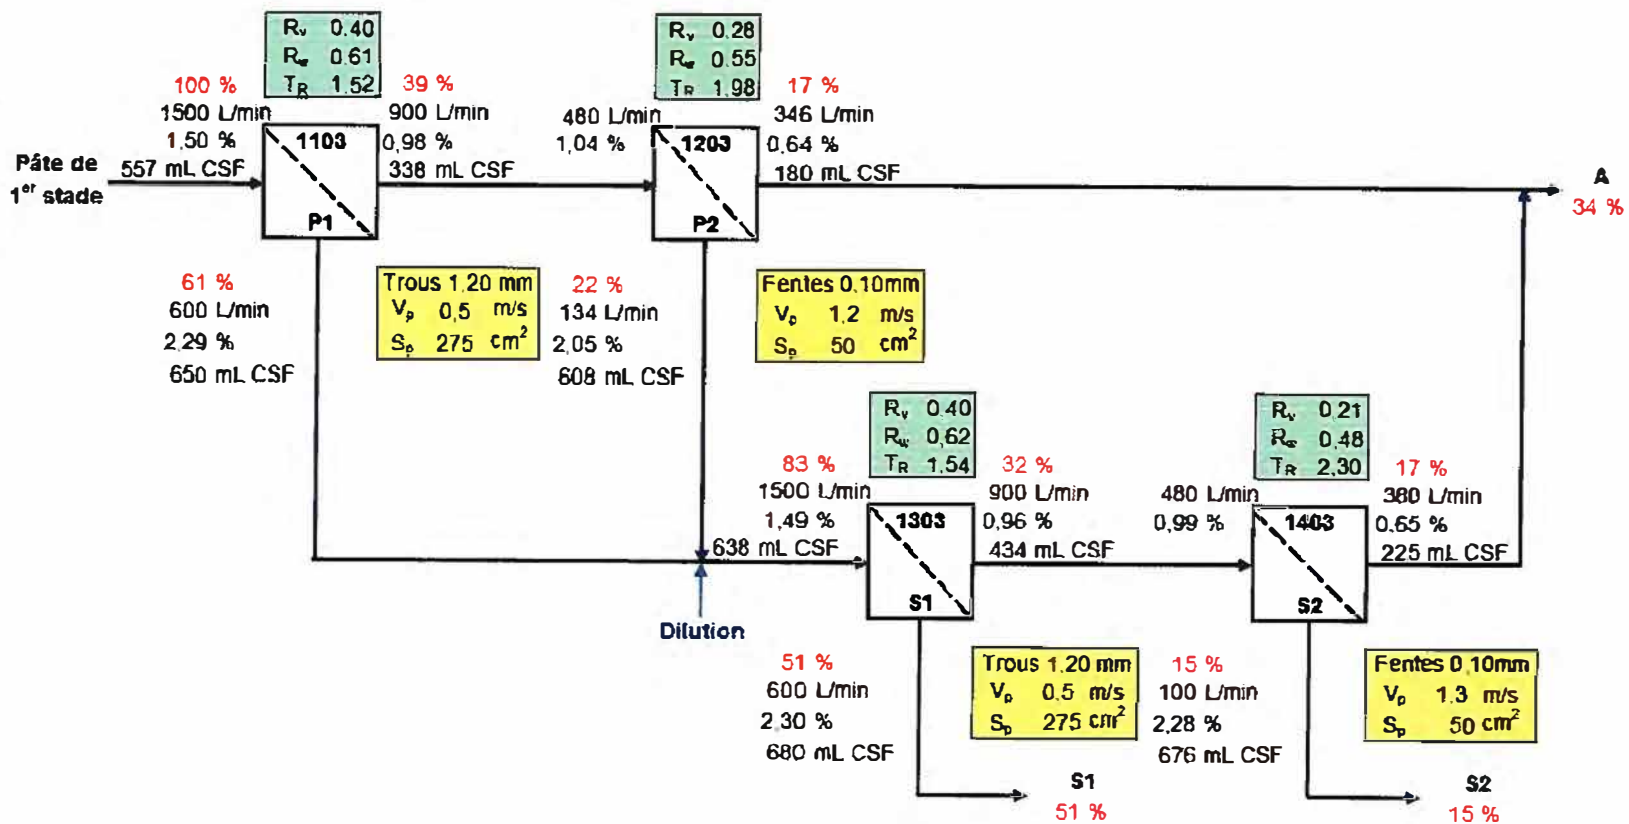 Rv 0.40
Rw 0.61
TR 1.52
Rv 0.28
Rw 0.55
TR 1.98
100 %
1500 L/min
1,50 %
557 mL CSF
39 %
900 L/min
0,98 %
338 mL CSF
480 L/min
1,04 %
17 %
346 L/min
0.64 %
180 mL CSF
Pâte de
1er stade
1103
P1
1203
P2
A
34 %
61 %
600 L/min
2,29 %
650 mL CSF
Trous 1,20 mm
Vp 0,5 m/s
Sp 275 cm2
22 %
134 L/min
2,05 %
608 mL CSF
Fentes 0,10mm
Vp 1,2 m/s
Sp 50 cm2
Rv 0.40
Rw 0,62
TR 1,54
Rv 0,21
Rw 0.48
TR 2,30
83 %
1500 L/min
1,49 %
638 mL CSF
32 %
900 L/min
0,96 %
434 mL CSF
480 L/min
0,99 %
17 %
380 L/min
0.65 %
225 mL CSF
1303
S1
1403
S2
Dilution
51 %
600 L/min
2,30 %
680 mL CSF
Trous 1,20 mm
Vp 0.5 m/s
Sp 275 cm2
15 %
100 L/min
2,28 %
676 mL CSF
Fentes 0,10mm
Vp 1.3 m/s
Sp 50 cm2
S1
51 %
S2
15 %